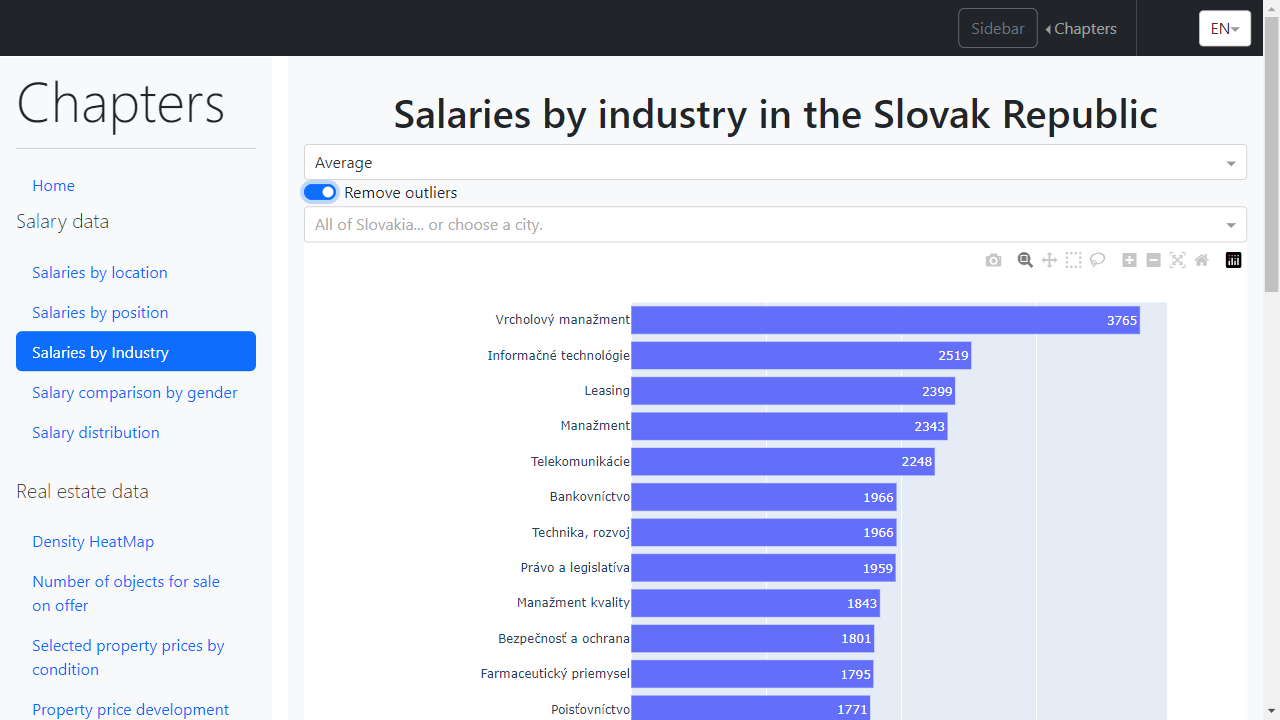 Sidebar
Chapters
EN
Chapters
Home
Salary data
Salaries by location
Salaries by position
Salaries by Industry
Salary comparison by gender
Salary distribution
Real estate data
Density HeatMap
Number of objects for sale
on offer
Selected property prices by
condition
Property price development
Salaries by industry in the Slovak Republic
Average
Remove outliers
All of Slovakia... or choose a city.
Vrcholový manažment 3765
Informačné technológie 2519
Leasing 2399
Manažment 2343
Telekomunikácie 2248
Bankovníctvo 1966
Technika, rozvoj 1966
Právo a legislatíva 1959
Manažment kvality 1843
Bezpečnosť a ochrana 1801
Farmaceutický priemysel 1795
Poisťovníctvo 1771